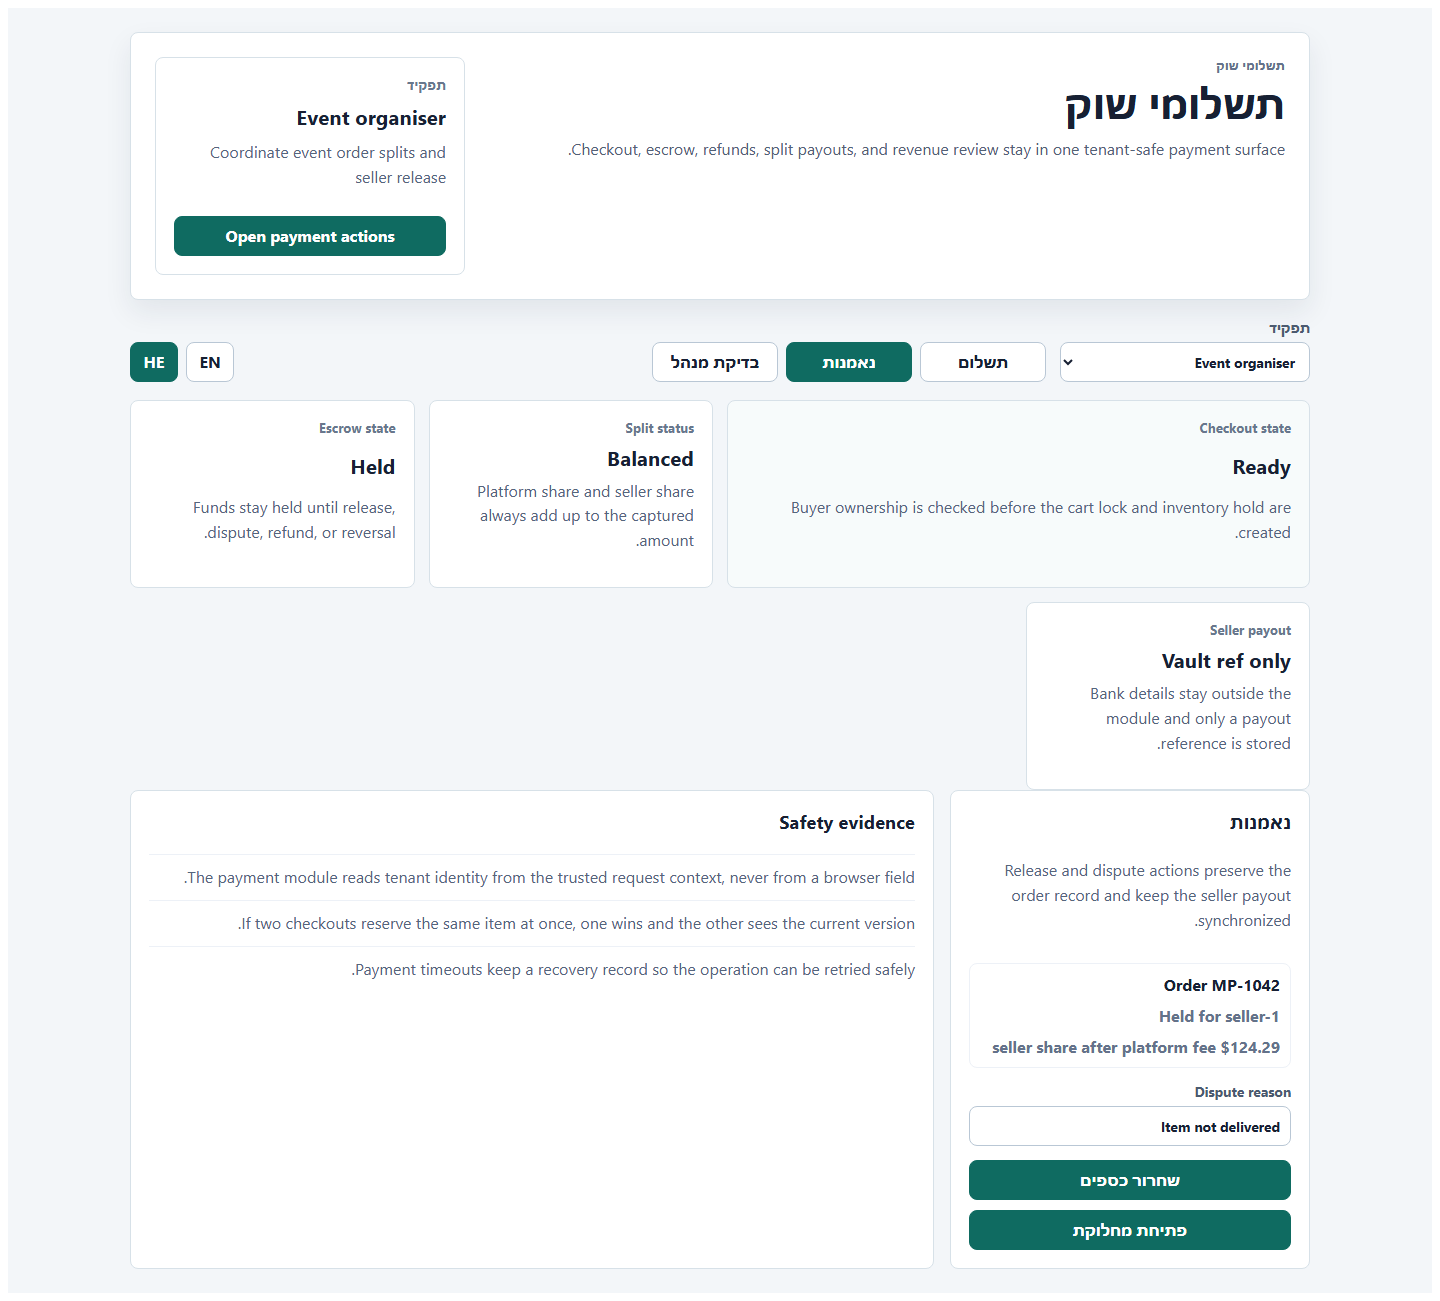 תשלומי שוק
תשלומי שוק
.Checkout, escrow, refunds, split payouts, and revenue review stay in one tenant-safe payment surface
תפקיד
Event organiser
Coordinate event order splits and
seller release
Open payment actions
תפקיד
Event organiser
תשלום
נאמנות
בדיקת מנהל
EN
HE
Checkout state
Ready
Buyer ownership is checked before the cart lock and inventory hold are
.created
Split status
Balanced
Platform share and seller share
always add up to the captured
.amount
Escrow state
Held
Funds stay held until release,
.dispute, refund, or reversal
Seller payout
Vault ref only
Bank details stay outside the
module and only a payout
.reference is stored
נאמנות
Release and dispute actions preserve the
order record and keep the seller payout
.synchronized
Order MP-1042
Held for seller-1
seller share after platform fee $124.29
Dispute reason
Item not delivered
שחרור כספים
פתיחת מחלוקת
Safety evidence
.The payment module reads tenant identity from the trusted request context, never from a browser field
.If two checkouts reserve the same item at once, one wins and the other sees the current version
.Payment timeouts keep a recovery record so the operation can be retried safely